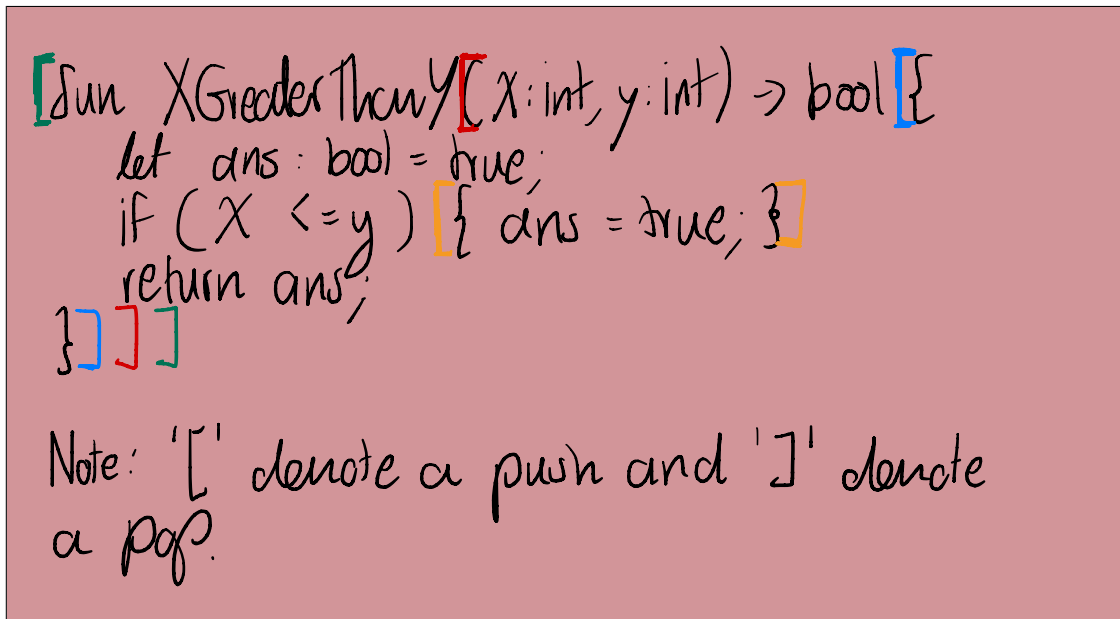 [fun XGreaterThanY[(x:int, y:int) -> bool[{
let ans : bool = true;
if (x <=y) [{ ans = true; }]
return ans;
}]]]
Note: '[' denote a push and ']' denote
a pop.